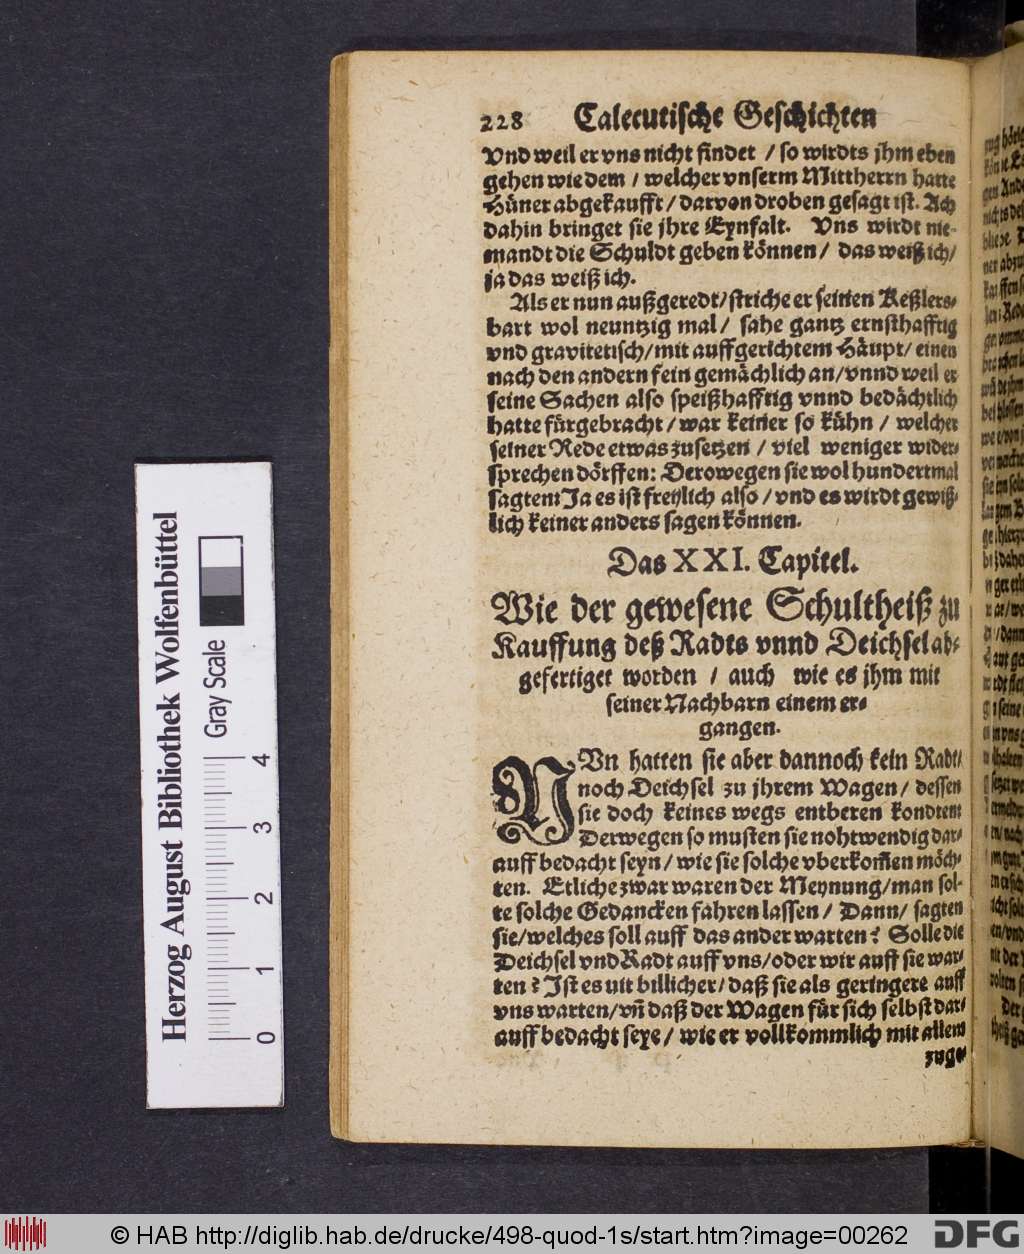 228 Calecutische Geschichten
Vnd weil er vns nicht findet / so wirdts jhm eben
gehen wie dem / welcher vnserm Mittherrn hatte
Hüner abgekaufft / darvon droben gesagt ist. Ach
dahin bringet sie jhre Eynfalt. Vns wirdt nie-
mandt die Schuldt geben können / das weiß ich /
ja das weiß ich.
Als er nun außgeredt / striche er seinen Keßlers-
bart wol neuntzig mal / sahe gantz ernsthafftig
vnd gravitetisch / mit auffgerichtem Häupt / einen
nach den andern fein gemächlich an / vnnd weil er
seine Sachen also speißhafftig vnnd bedächtlich
hatte fürgebracht / war keiner so kühn / welcher
seiner Rede etwas zusetzen / viel weniger wider-
sprechen dörffen: Derowegen sie wol hundertmal
sagten: Ja es ist freylich also / vnd es wirdt gewiß-
lich keiner anders sagen können.
Das XXI. Capitel.
Wie der gewesene Schultheiß zu
Kauffung deß Radts vnnd Deichsel ab-
gefertiget worden / auch wie es jhm mit
seiner Nachbarn einem er-
gangen.
NVn hatten sie aber dannoch kein Radt /
noch Deichsel zu jhrem Wagen / dessen
sie doch keines wegs entberen kondten:
Derwegen so musten sie nohtwendig dar-
auff bedacht seyn / wie sie solche vberkom̃en möch-
ten. Etliche zwar waren der Meynung / man sol-
te solche Gedancken fahren lassen / Dann / sagten
sie / welches soll auff das ander warten? Solle die
Deichsel vnd Radt auff vns / oder wir auff sie war-
ten? Ist es nit billicher / daß sie als geringere auff
vns warten / vñ daß der Wagen für sich selbst dar-
auff bedacht seye / wie er vollkommlich mit allem
zuge-
Herzog August Bibliothek Wolfenbüttel
Gray Scale
0 1 2 3 4
© HAB http://diglib.hab.de/drucke/498-quod-1s/start.htm?image=00262
DFG